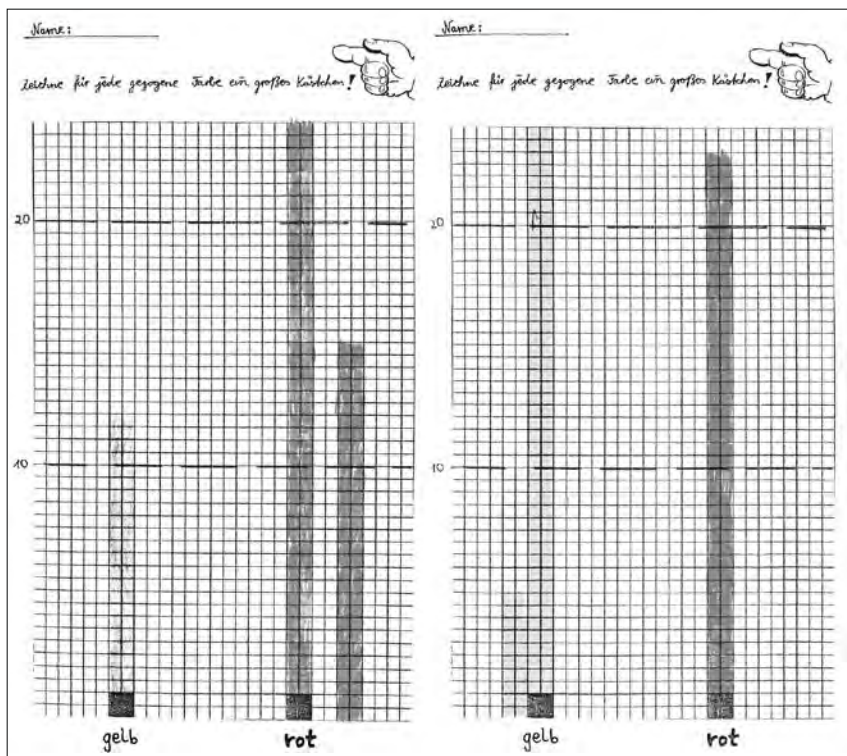 Name:
Zeichne für jede gezogene Farbe ein großes Kästchen!
20
10
gelb rot
Name:
Zeichne für jede gezogene Farbe ein großes Kästchen!
20
10
gelb rot